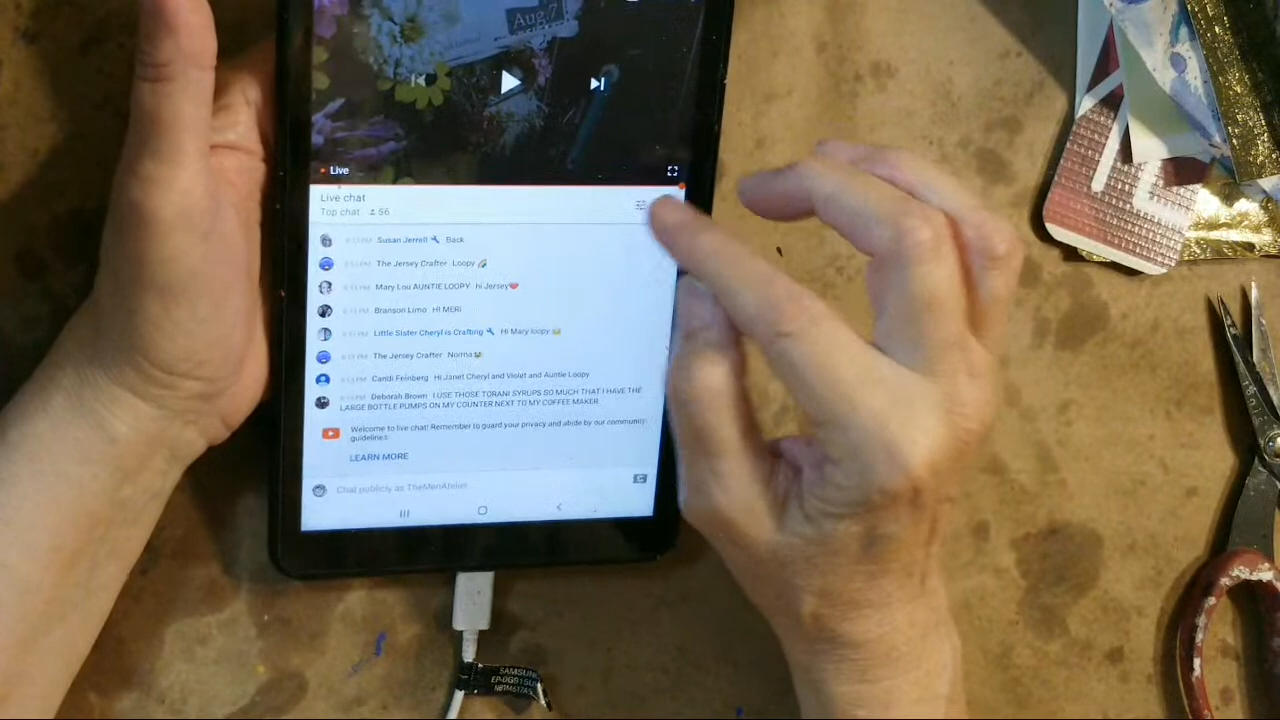 Aug 7
Live
Live chat
Top chat 56
Susan Jerrell Back
The Jersey Crafter Loopy
Mary Lou AUNTIE LOOPY hi Jersey
Branson Limo HI MERI
Little Sister Cheryl is Crafting Hi Mary loopy
The Jersey Crafter Norma
Candi Feinberg Hi Janet Cheryl and Violet and Auntie Loopy
Deborah Brown I USE THOSE TORANI SYRUPS SO MUCH THAT I HAVE THE
LARGE BOTTLE PUMPS ON MY COUNTER NEXT TO MY COFFEE MAKER
Welcome to live chat! Remember to guard your privacy and abide by our community
guidelines.
LEARN MORE
Chat publicly as TheMeriAtelier
SAMSUNG